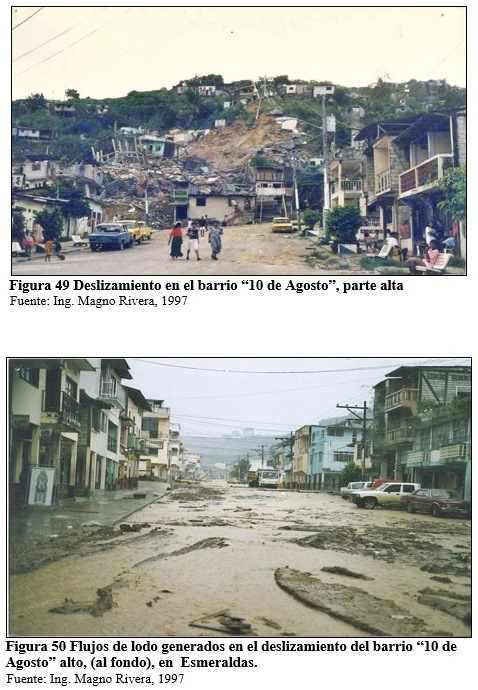 Figura 49 Deslizamiento en el barrio “10 de Agosto”, parte alta
Fuente: Ing. Magno Rivera, 1997
Figura 50 Flujos de lodo generados en el deslizamiento del barrio “10 de
Agosto” alto, (al fondo), en  Esmeraldas.
Fuente: Ing. Magno Rivera, 1997